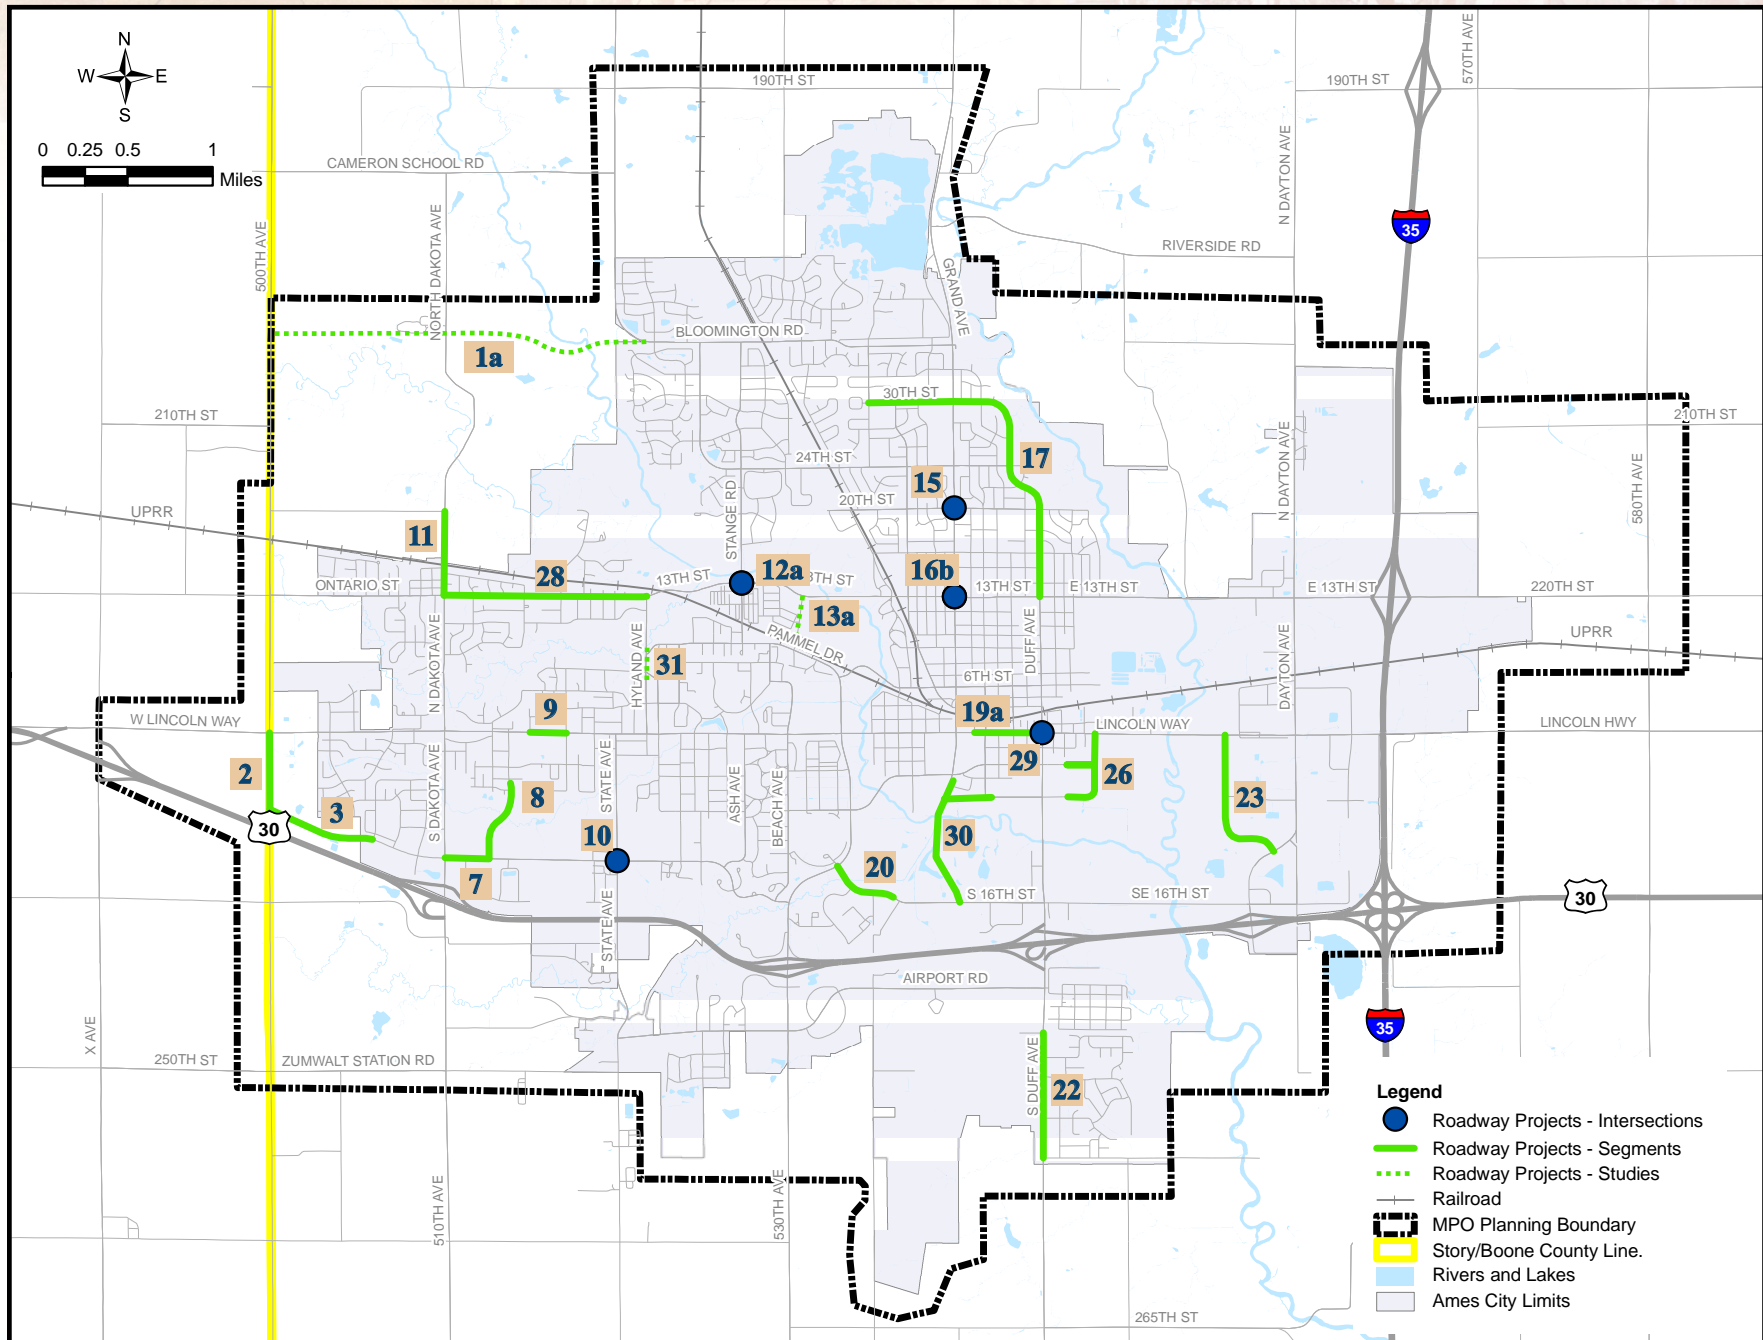 N
W E
S
0 0.25 0.5 1
Miles
190TH ST
190TH ST
570TH AVE
CAMERON SCHOOL RD
N DAYTON AVE
NORTH DAKOTA AVE
500TH AVE
35
RIVERSIDE RD
GRAND AVE
BLOOMINGTON RD
1a
30TH ST
210TH ST
210TH ST
24TH ST
17
N DAYTON AVE
15
580TH AVE
20TH ST
STANGE RD
UPRR
11
28
13TH ST
12a
3TH ST
16b
13TH ST
E 13TH ST
E 13TH ST
220TH ST
ONTARIO ST
13a
PAMMEL DR
UPRR
HYLAND AVE
31
DUFF AVE
DAYTON AVE
N DAKOTA AVE
6TH ST
9
19a
W LINCOLN WAY
LINCOLN WAY
LINCOLN HWY
2
29
26
S DAKOTA AVE
STATE AVE
ASH AVE
BEACH AVE
8
23
3
30
10
30
20
7
S 16TH ST
SE 16TH ST
30
STATE AVE
AIRPORT RD
35
X AVE
250TH ST
ZUMWALT STATION RD
S DUFF AVE
22
510TH AVE
530TH AVE
265TH ST
Legend
Roadway Projects - Intersections
Roadway Projects - Segments
Roadway Projects - Studies
Railroad
MPO Planning Boundary
Story/Boone County Line.
Rivers and Lakes
Ames City Limits